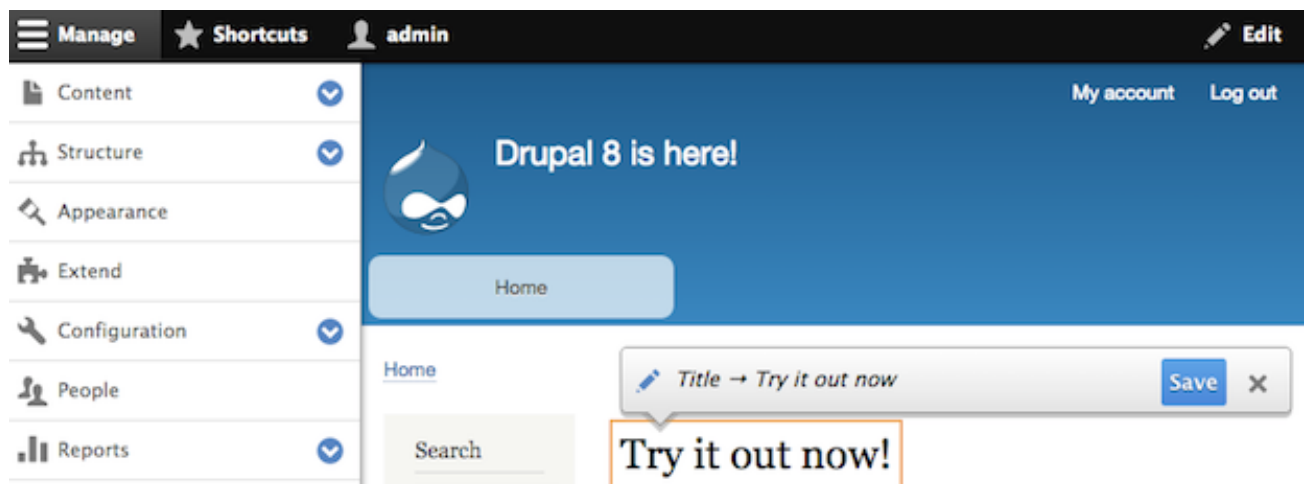 Manage Shortcuts admin Edit
Content
Structure
Appearance
Extend
Configuration
People
Reports
My account Log out
Drupal 8 is here!
Home
Home
Title → Try it out now Save
Search
Try it out now!